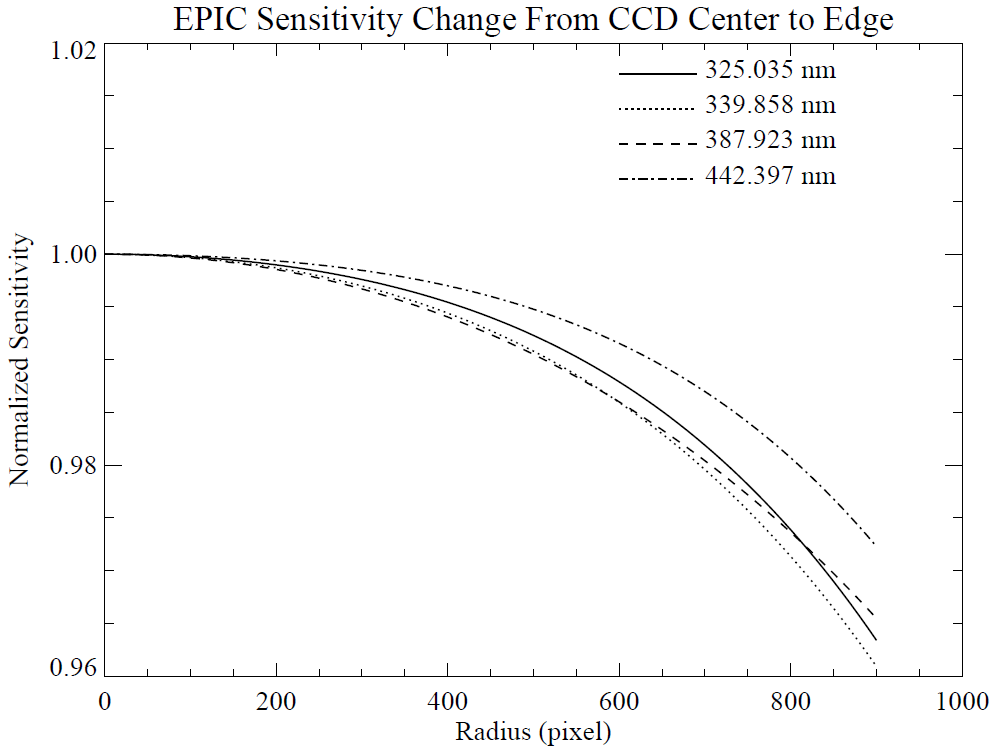 EPIC Sensitivity Change From CCD Center to Edge
1.02
325.035 nm
339.858 nm
387.923 nm
442.397 nm
1.00
Normalized Sensitivity
0.98
0.96
0 200 400 600 800 1000
Radius (pixel)